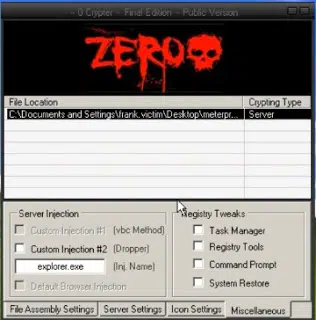 0 Crypter - Final Edition - Public Version
ZERO
File Location Crypting Type
C:\Documents and Settings\frank.victim\Desktop\meterpr... Server
Server Injection
Custom Injection #1 (vbc Method)
Custom Injection #2 (Dropper)
explorer.exe (Inj. Name)
Default Browser Injection
Registry Tweaks
Task Manager
Registry Tools
Command Prompt
System Restore
File Assembly Settings Server Settings Icon Settings Miscellaneous